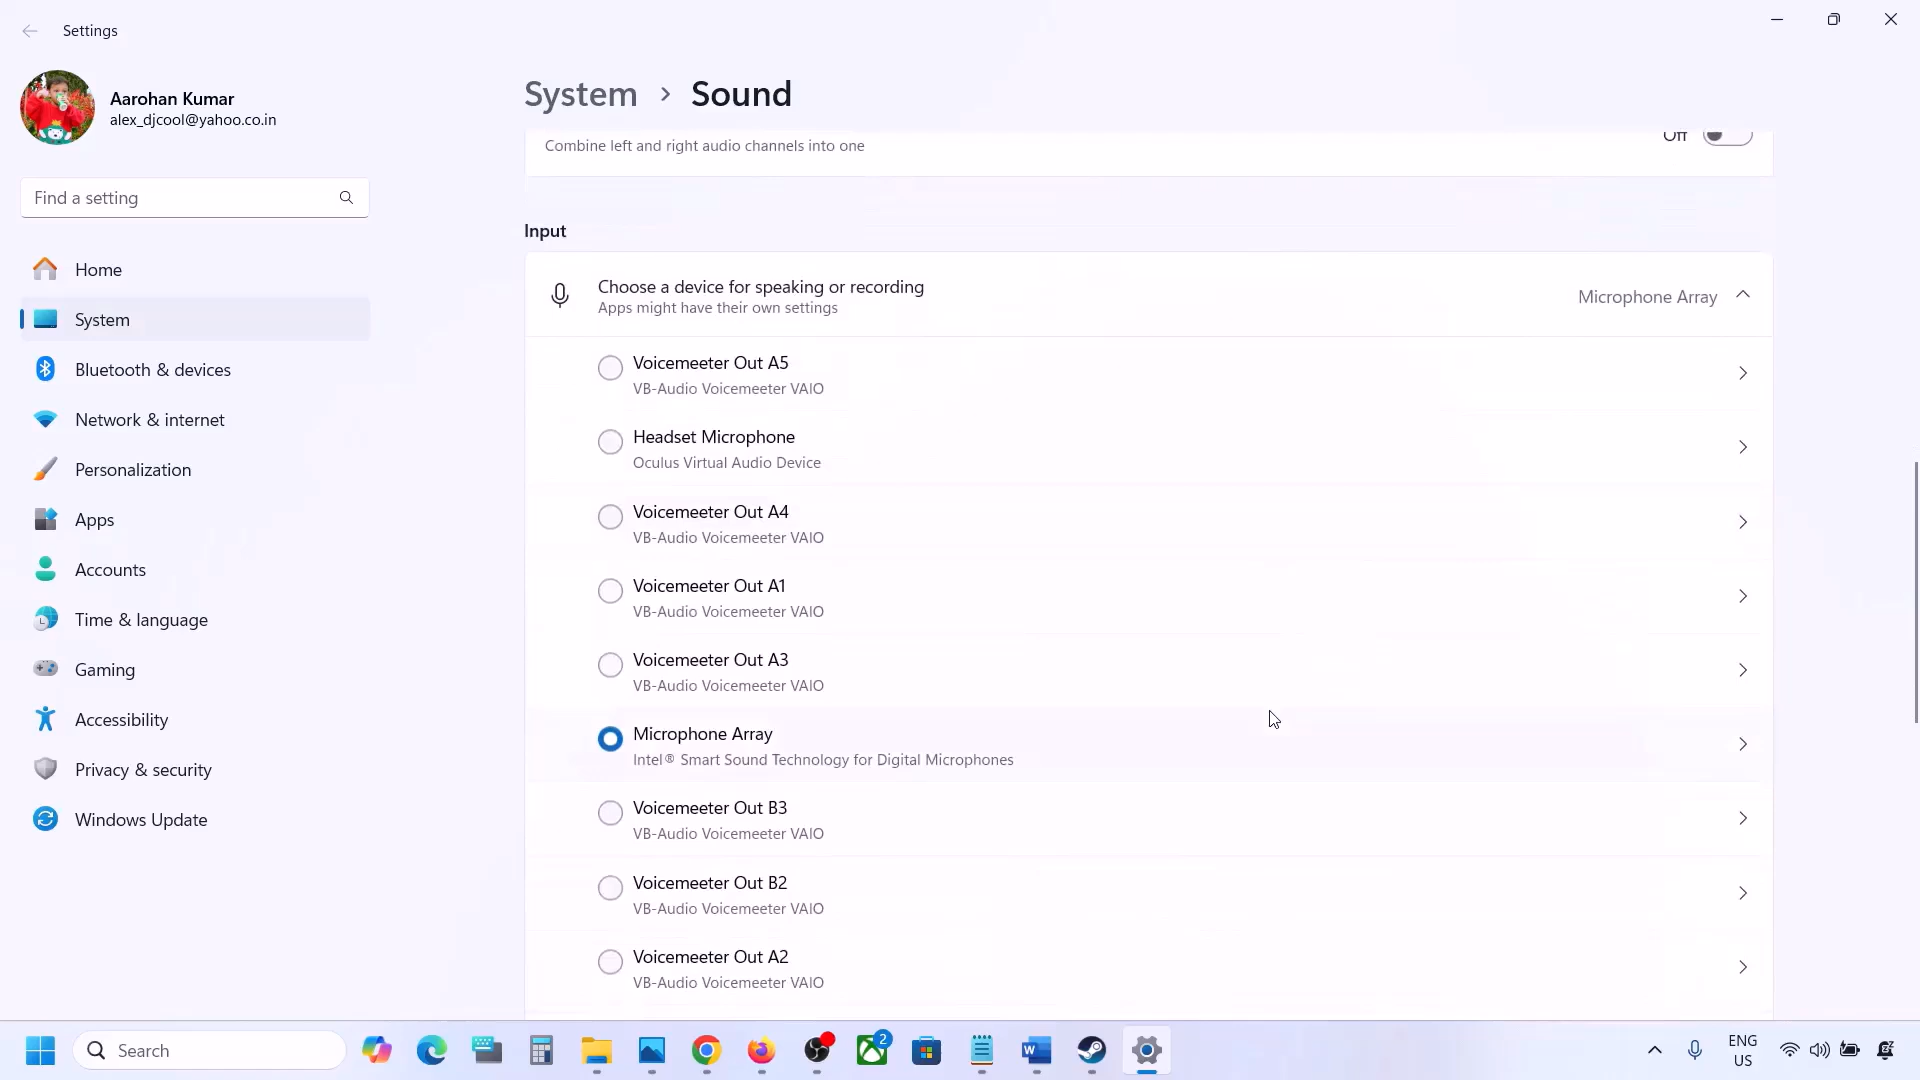 Settings
Aarohan Kumar
alex_djcool@yahoo.co.in
Find a setting
Home
System
Bluetooth & devices
Network & internet
Personalization
Apps
Accounts
Time & language
Gaming
Accessibility
Privacy & security
Windows Update
System > Sound
Combine left and right audio channels into one
Off
Input
Choose a device for speaking or recording
Apps might have their own settings
Microphone Array
Voicemeeter Out A5
VB-Audio Voicemeeter VAIO
Headset Microphone
Oculus Virtual Audio Device
Voicemeeter Out A4
VB-Audio Voicemeeter VAIO
Voicemeeter Out A1
VB-Audio Voicemeeter VAIO
Voicemeeter Out A3
VB-Audio Voicemeeter VAIO
Microphone Array
Intel® Smart Sound Technology for Digital Microphones
Voicemeeter Out B3
VB-Audio Voicemeeter VAIO
Voicemeeter Out B2
VB-Audio Voicemeeter VAIO
Voicemeeter Out A2
VB-Audio Voicemeeter VAIO
Search
2
ENG
US